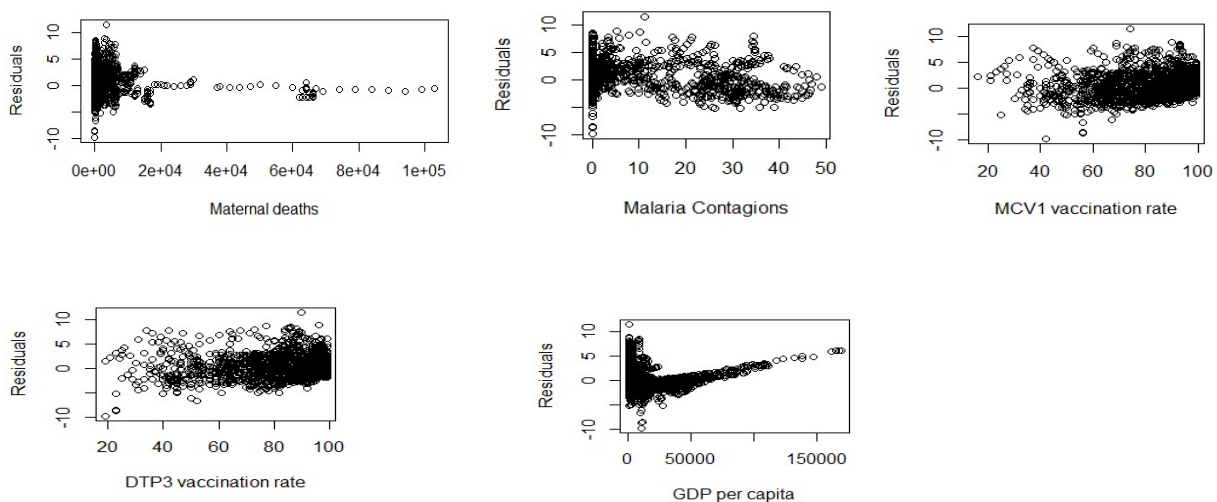 Residuals
10
5
0
-10
0e+00 2e+04 4e+04 6e+04 8e+04 1e+05
Maternal deaths
Residuals
10
5
0
-10
0 10 20 30 40 50
Malaria Contagions
Residuals
10
5
0
-10
20 40 60 80 100
MCV1 vaccination rate
Residuals
10
5
0
-10
20 40 60 80 100
DTP3 vaccination rate
Residuals
10
5
0
-10
0 50000 150000
GDP per capita